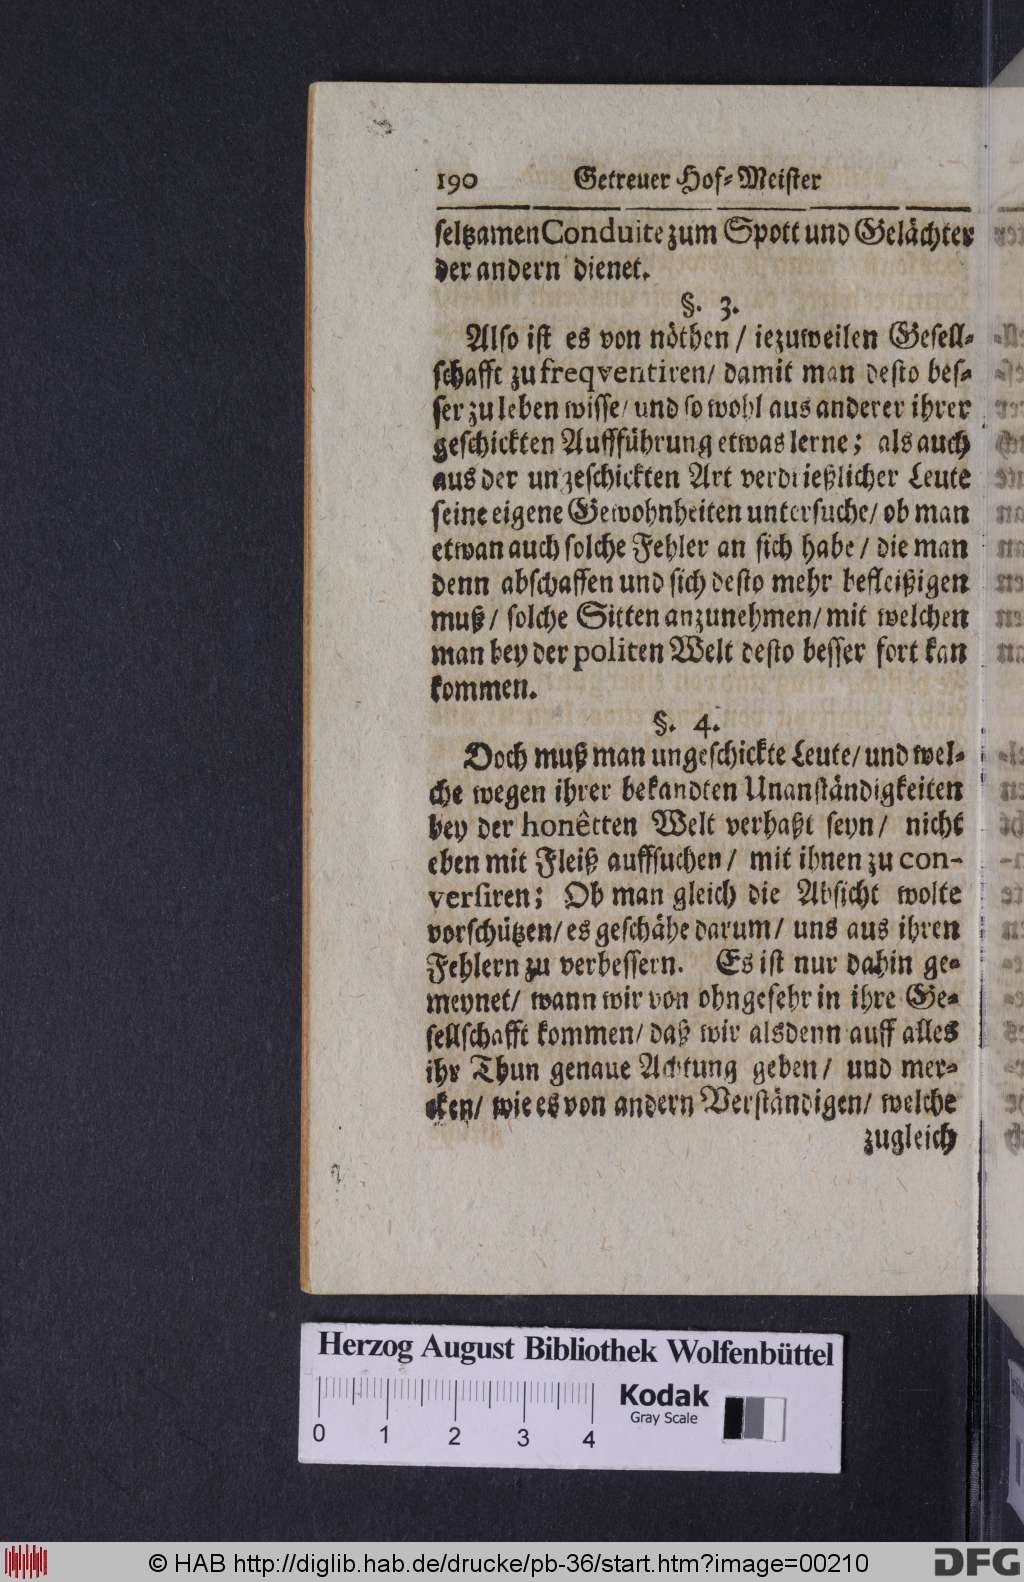 190 Getreuer Hof-Meister
seltzamen Conduite zum Spott und Gelächter
der andern dienet.
§. 3.
Also ist es von nöthen / iezuweilen Gesell-
schafft zu freqventiren / damit man desto bes-
ser zu leben wisse / und so wohl aus anderer ihrer
geschickten Auffführung etwas lerne; als auch
aus der ungeschickten Art verdrießlicher Leute
seine eigene Gewohnheiten untersuche / ob man
etwan auch solche Fehler an sich habe / die man
denn abschaffen und sich desto mehr befleißigen
muß / solche Sitten anzunehmen / mit welchen
man bey der politen Welt desto besser fort kan
kommen.
§. 4.
Doch muß man ungeschickte Leute / und wel-
che wegen ihrer bekandten Unanständigkeiten
bey der honêtten Welt verhaßt seyn / nicht
eben mit Fleiß auffsuchen / mit ihnen zu con-
versiren; Ob man gleich die Absicht wolte
vorschützen / es geschähe darum / uns aus ihren
Fehlern zu verbessern. Es ist nur dahin ge-
meynet / wann wir von ohngefehr in ihre Ge-
sellschafft kommen / daß wir alsdenn auff alles
ihr Thun genaue Achtung geben / und mer-
cken / wie es von andern Verständigen / welche
zugleich
Herzog August Bibliothek Wolfenbüttel
Kodak
Gray Scale
0 1 2 3 4
© HAB http://diglib.hab.de/drucke/pb-36/start.htm?image=00210
DFG